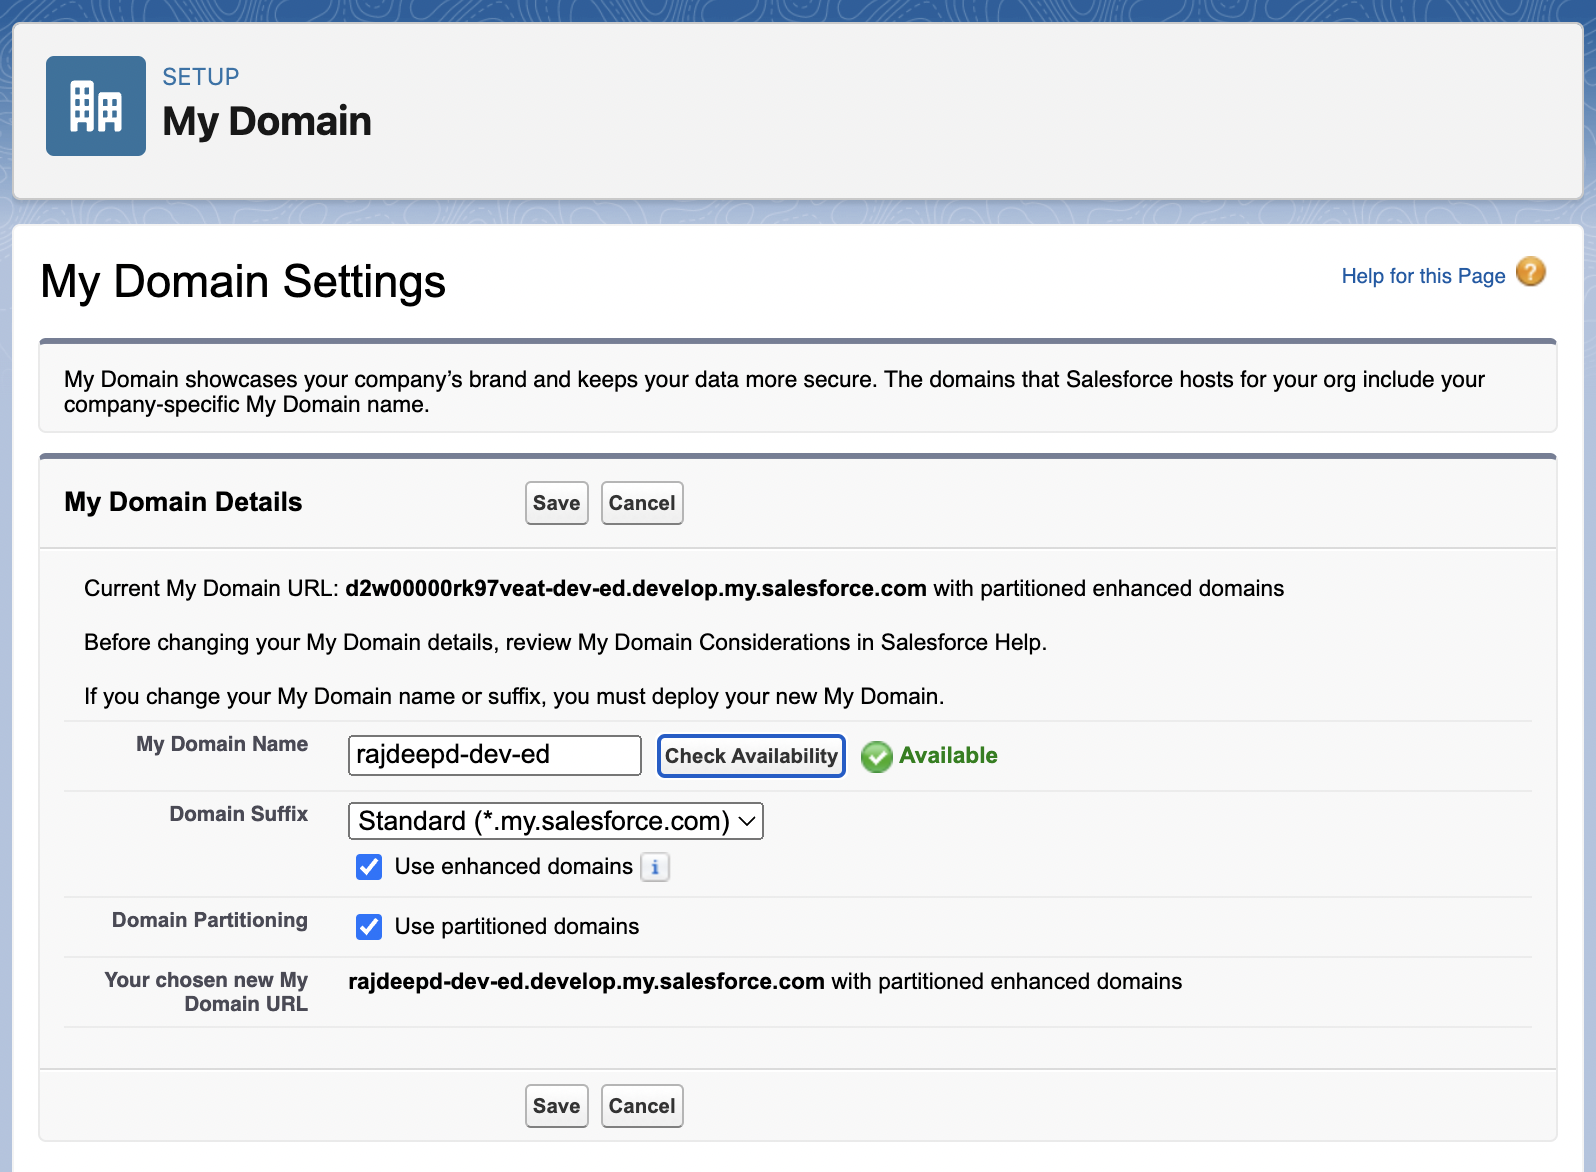 SETUP
My Domain
My Domain Settings
Help for this Page ?
My Domain showcases your company’s brand and keeps your data more secure. The domains that Salesforce hosts for your org include your
company-specific My Domain name.
My Domain Details
Save
Cancel
Current My Domain URL: d2w00000rk97veat-dev-ed.develop.my.salesforce.com with partitioned enhanced domains
Before changing your My Domain details, review My Domain Considerations in Salesforce Help.
If you change your My Domain name or suffix, you must deploy your new My Domain.
My Domain Name
rajdeepd-dev-ed
Check Availability
Available
Domain Suffix
Standard (*.my.salesforce.com)
Use enhanced domains i
Domain Partitioning
Use partitioned domains
Your chosen new My
Domain URL
rajdeepd-dev-ed.develop.my.salesforce.com with partitioned enhanced domains
Save
Cancel